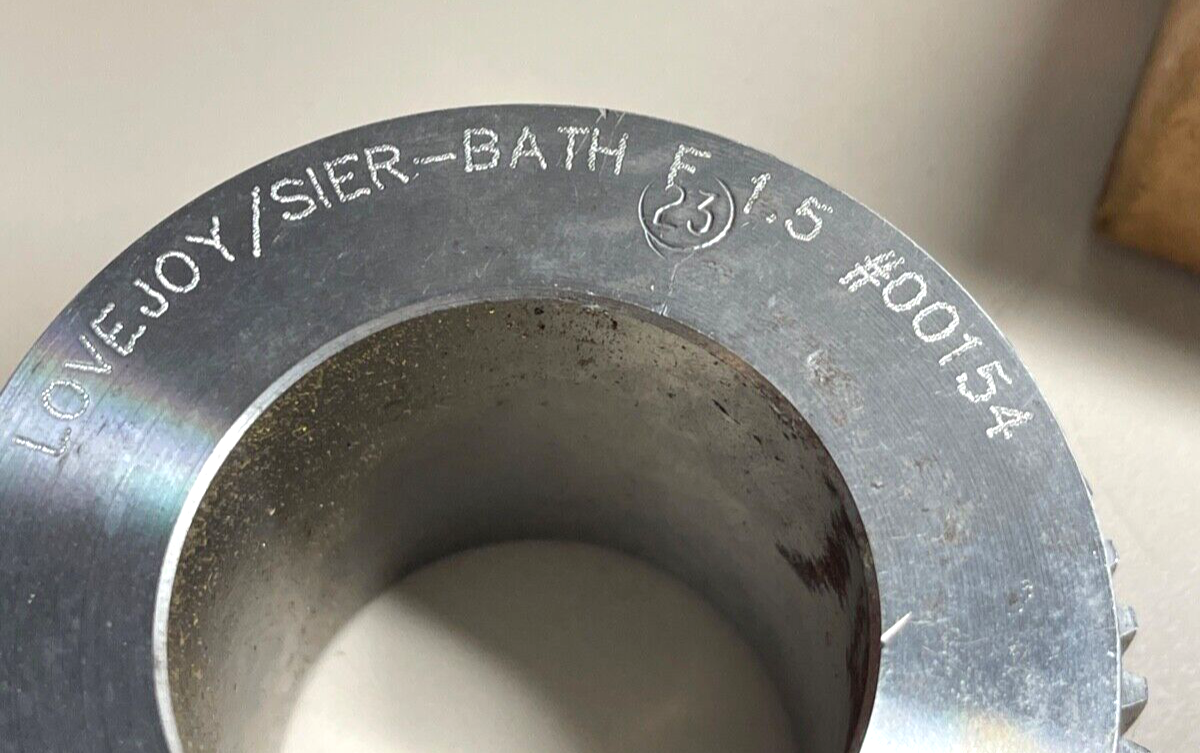 LOVEJOY/SIER-BATH F 1.5 #00154
23